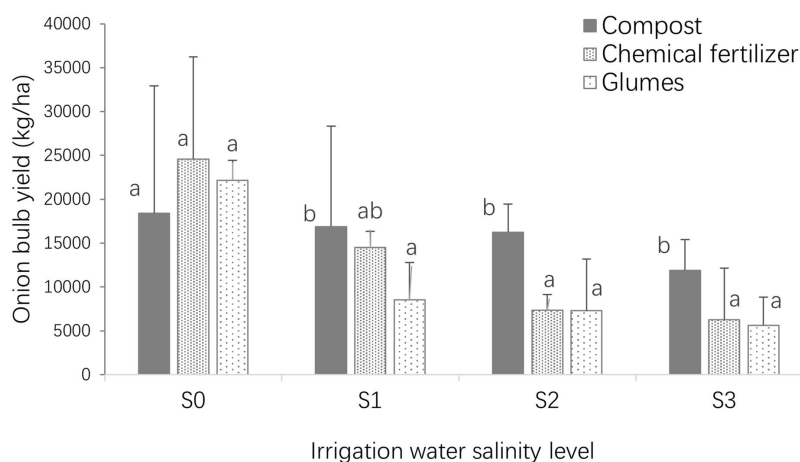 Compost
Chemical fertilizer
Glumes
Onion bulb yield (kg/ha)
40000
35000
30000
25000
20000
15000
10000
5000
0
a
a
a
b
ab
a
b
a
a
b
a
a
S0
S1
S2
S3
Irrigation water salinity level